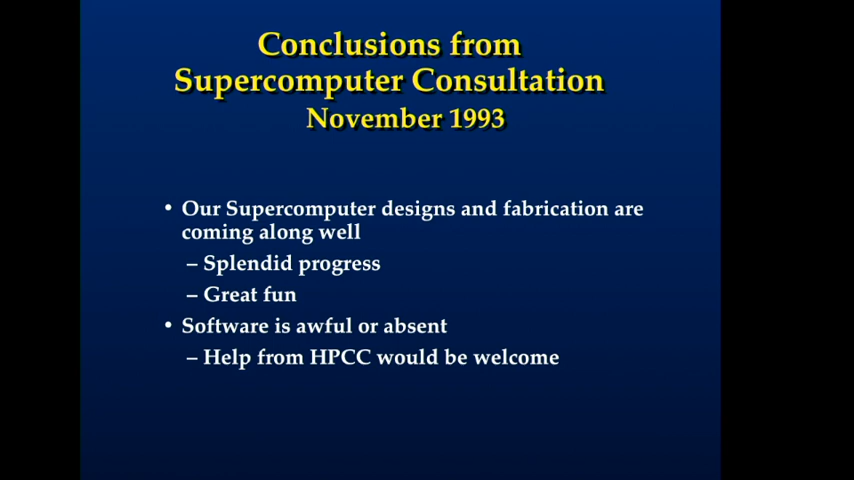 Conclusions from
Supercomputer Consultation
November 1993
• Our Supercomputer designs and fabrication are
coming along well
– Splendid progress
– Great fun
• Software is awful or absent
– Help from HPCC would be welcome